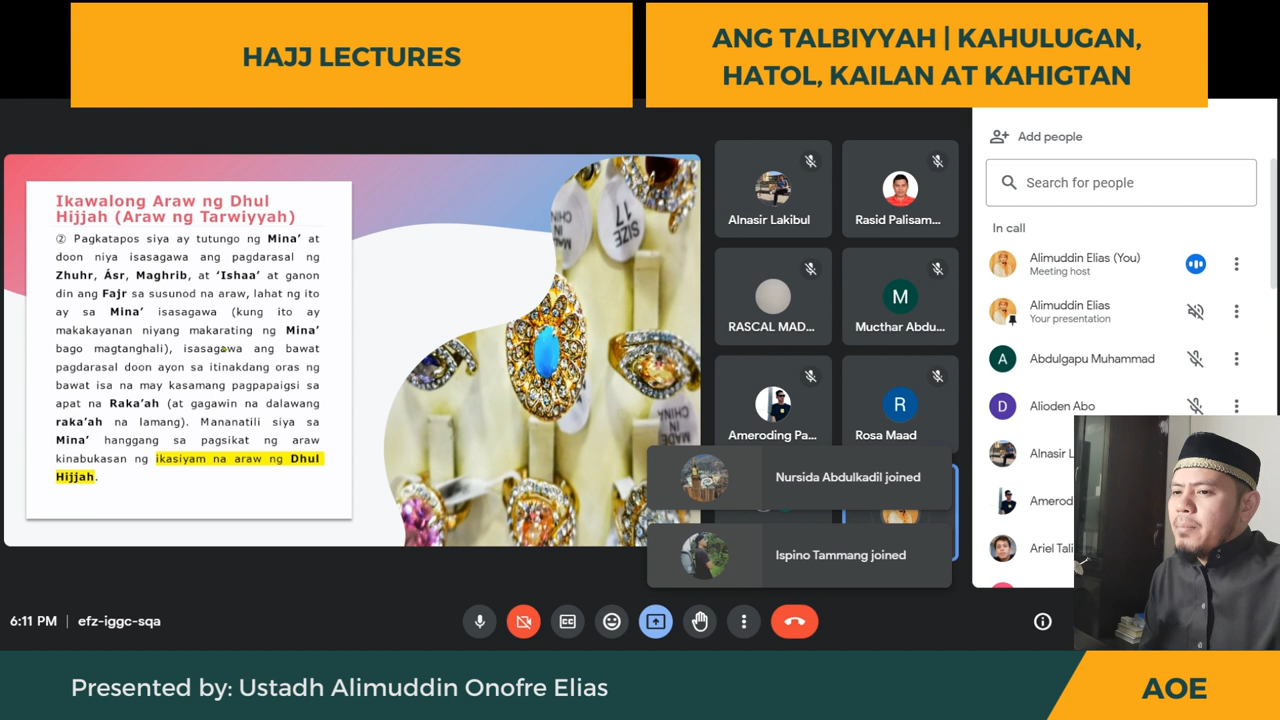 HAJJ LECTURES
ANG TALBIYYAH | KAHULUGAN,
HATOL, KAILAN AT KAHIGTAN
Ikawalong Araw ng Dhul
Hijjah (Araw ng Tarwiyyah)
② Pagkatapos siya ay tutungo ng Mina’ at
doon niya isasagawa ang pagdarasal ng
Zhuhr, Ásr, Maghrib, at ‘Ishaa’ at ganon
din ang Fajr sa susunod na araw, lahat ng ito
ay sa Mina’ isasagawa (kung ito ay
makakayanan niyang makarating ng Mina’
bago magtanghali), isasagawa ang bawat
pagdarasal doon ayon sa itinakdang oras ng
bawat isa na may kasamang pagpapaigsi sa
apat na Raka’ah (at gagawin na dalawang
raka’ah na lamang). Mananatili siya sa
Mina’ hanggang sa pagsikat ng araw
kinabukasan ng ikasiyam na araw ng Dhul
Hijjah.
SIZE
17
MADE
Alnasir Lakibul
Rasid Palisam...
RASCAL MAD...
M
Mucthar Abdu...
Ameroding Pa...
R
Rosa Maad
Nursida Abdulkadil joined
Ispino Tammang joined
Add people
Search for people
In call
Alimuddin Elias (You)
Meeting host
Alimuddin Elias
Your presentation
A
Abdulgapu Muhammad
D
Alioden Abo
Alnasir L
Amerod
Ariel Tali
6:11 PM | efz-iggc-sqa
Presented by: Ustadh Alimuddin Onofre Elias
AOE